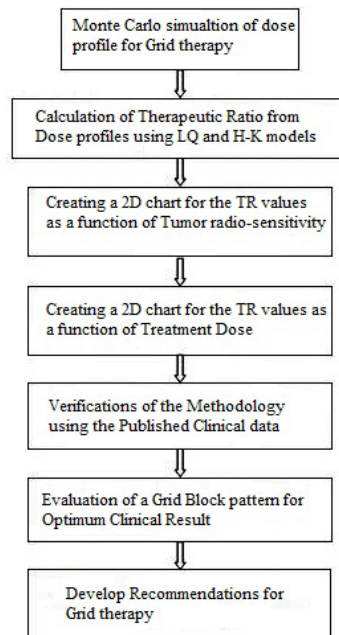 Monte Carlo simualtion of dose
profile for Grid therapy
Calculation of Therapeutic Ratio from
Dose profiles using LQ and H-K models
Creating a 2D chart for the TR values
as a function of Tumor radio-sensitivity
Creating a 2D chart for the TR values as
a function of Treatment Dose
Verifications of the Methodology
using the Published Clinical data
Evaluation of a Grid Block pattern for
Optimum Clinical Result
Develop Recommendations for
Grid therapy